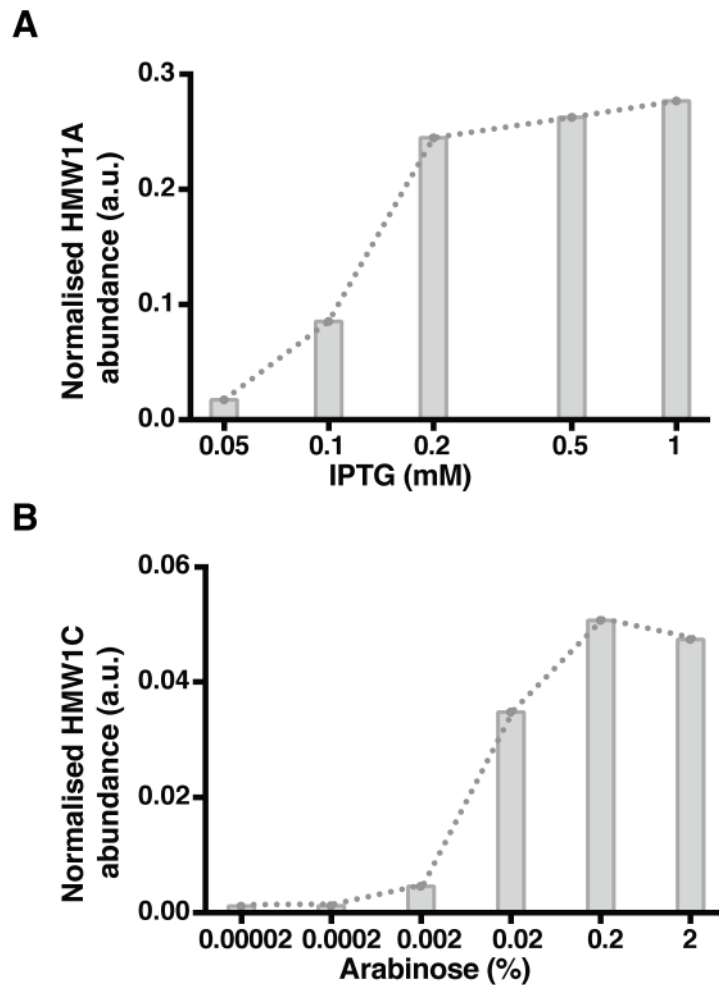 A
Normalised HMW1A
abundance (a.u.)
0.3
0.2
0.1
0.0
0.05 0.1 0.2 0.5 1
IPTG (mM)
B
Normalised HMW1C
abundance (a.u.)
0.06
0.04
0.02
0.00
0.00002 0.0002 0.002 0.02 0.2 2
Arabinose (%)